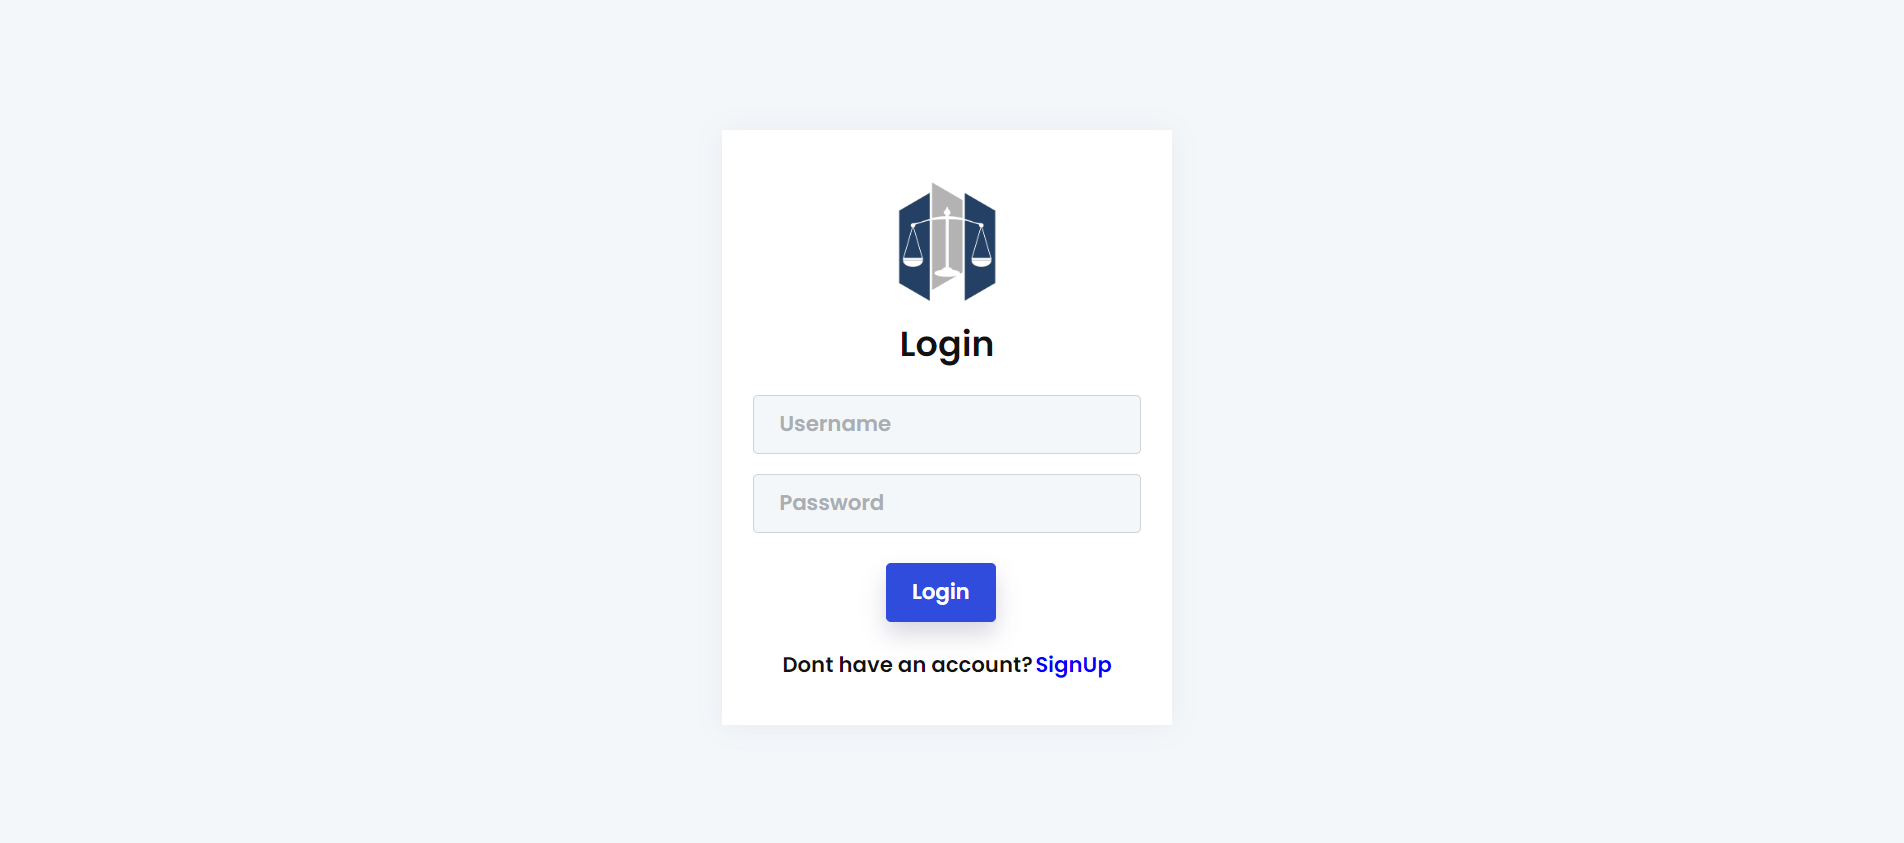 Login
Username
Password
Login
Dont have an account? SignUp